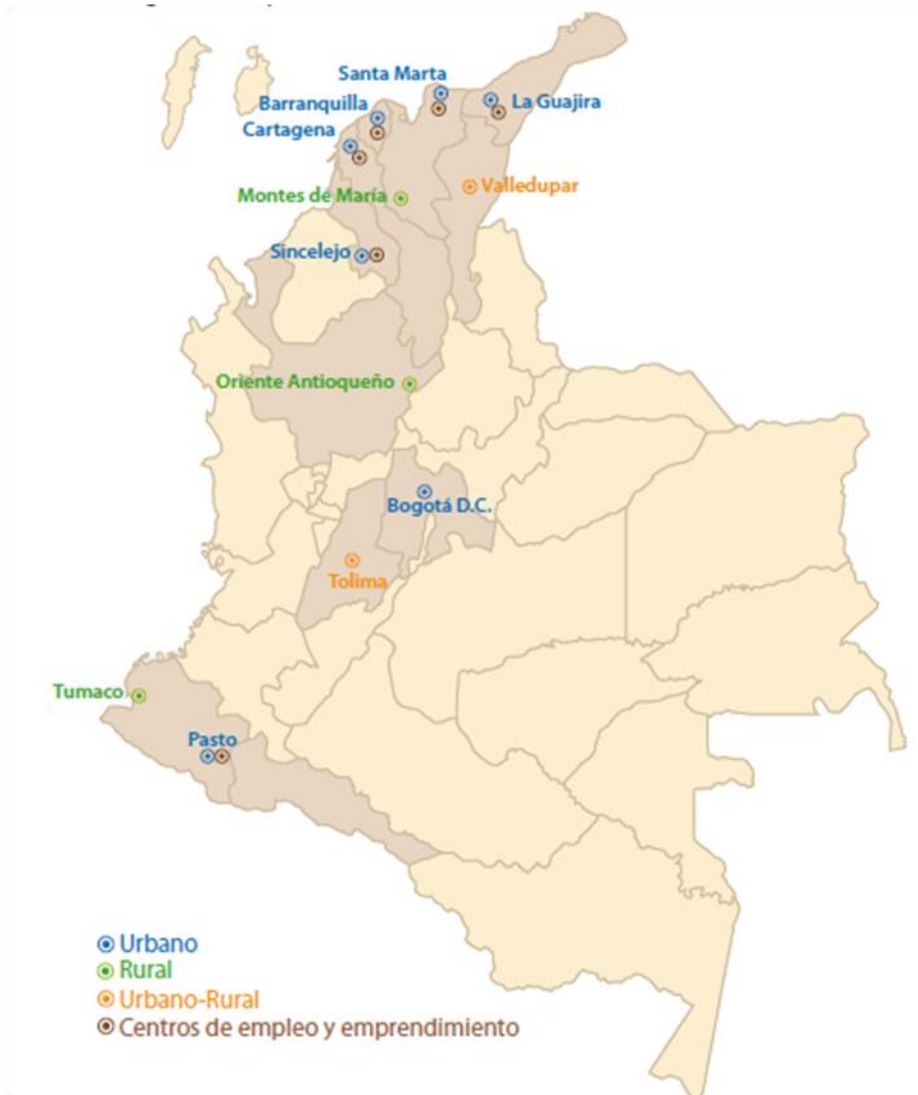 Santa Marta
Barranquilla
La Guajira
Cartagena
Valledupar
Montes de María
Sincelejo
Oriente Antioqueño
Bogotá D.C.
Tolima
Tumaco
Pasto
Urbano
Rural
Urbano-Rural
Centros de empleo y emprendimiento